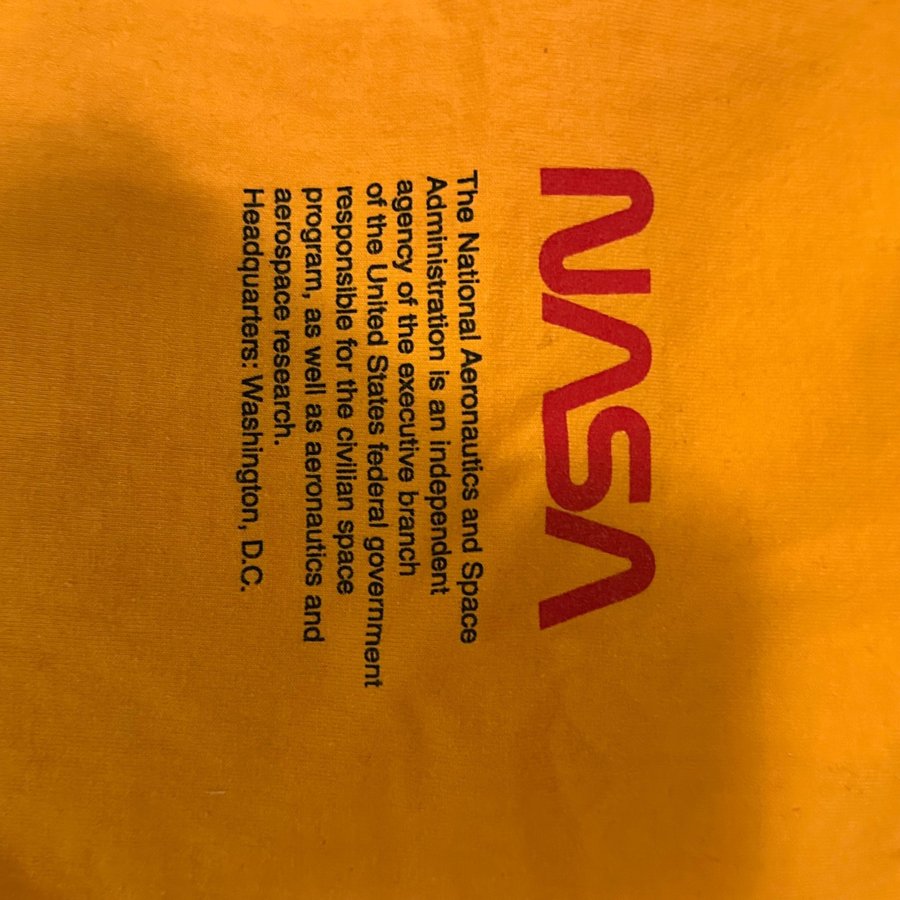 NASA
The National Aeronautics and Space
Administration is an independent
agency of the executive branch
of the United States federal government
responsible for the civilian space
program, as well as aeronautics and
aerospace research.
Headquarters: Washington, D.C.